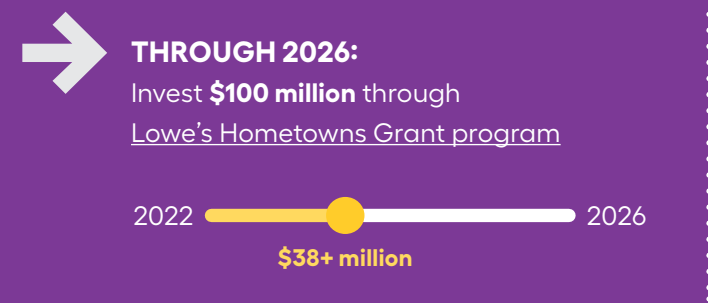 THROUGH 2026:
Invest $100 million through
Lowe's Hometowns Grant program
2022 2026
$38+ million